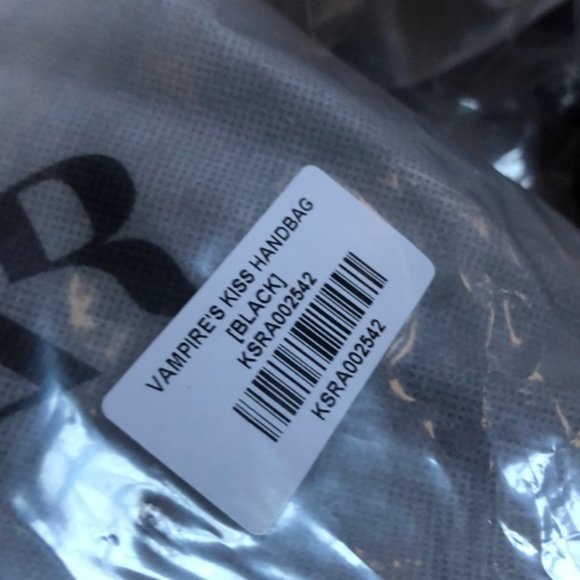 R
VAMPIRE'S KISS HANDBAG
[BLACK]
KSRA002542
KSRA002542